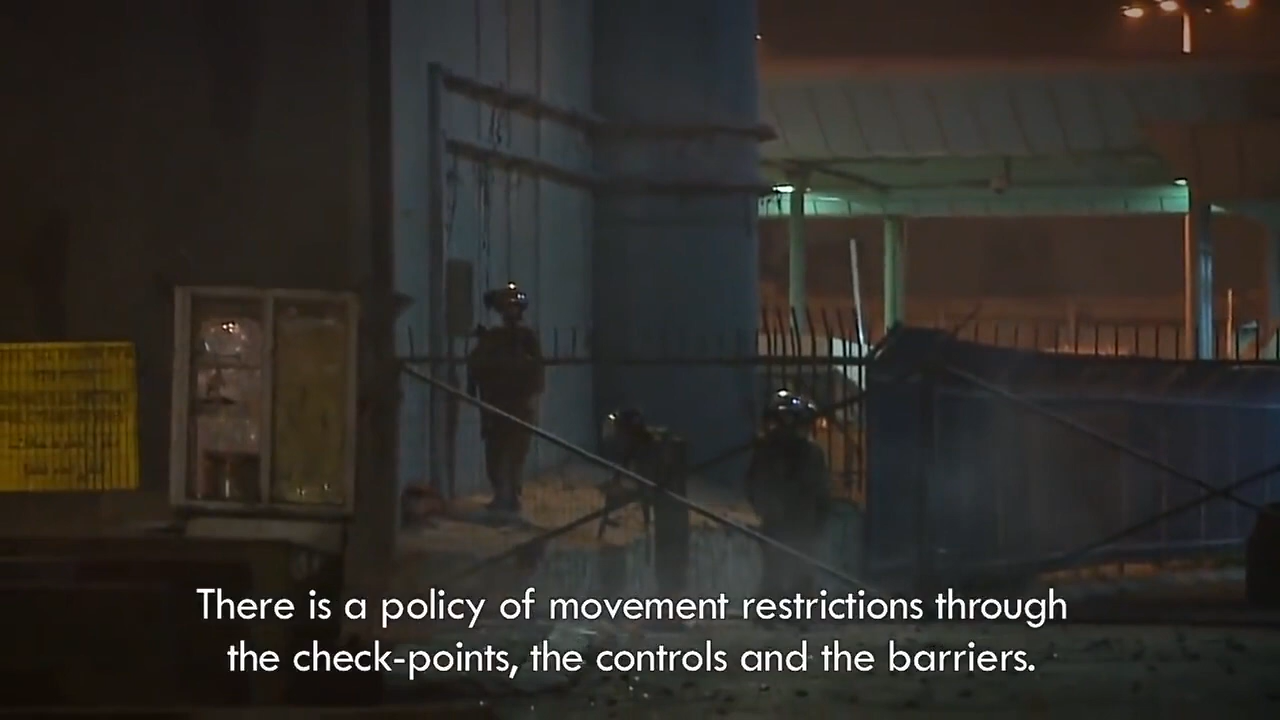 There is a policy of movement restrictions through
the check-points, the controls and the barriers.